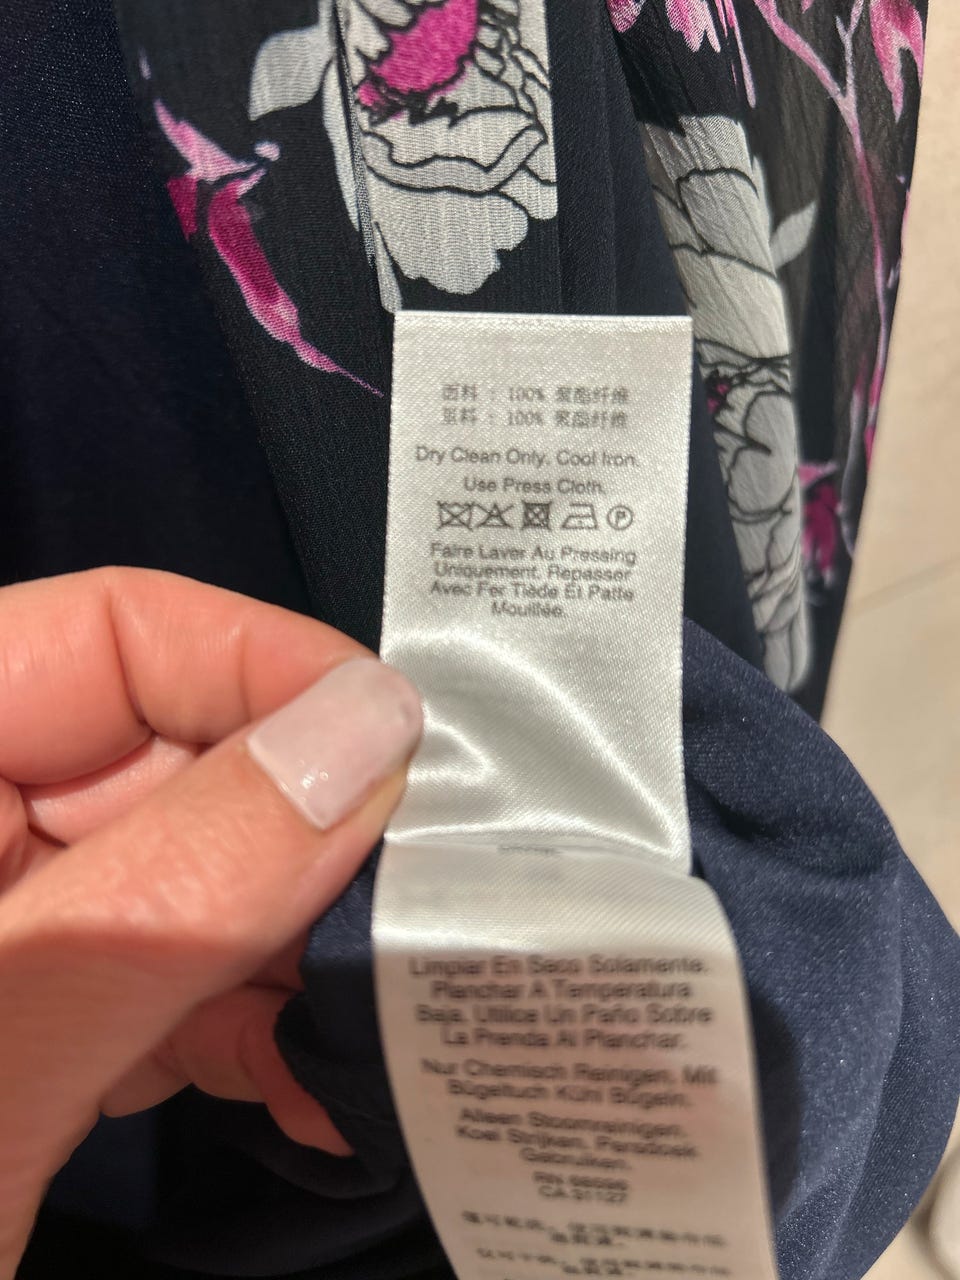 面料 : 100% 聚酯纤维
里料 : 100% 聚酯纤维
Dry Clean Only. Cool Iron.
Use Press Cloth.
P
Faire Laver Au Pressing
Uniquement. Repasser
Avec Fer Tiède Et Patte
Mouillée.
Limpiar En Seco Solamente.
Planchar A Temperatura
Baja. Utilice Un Paño Sobre
La Prenda Al Planchar.
Nur Chemisch Reinigen. Mit
Bügeltuch Kühl Bügeln.
Alleen Stoomreinigen.
Koel Strijken. Persdoek
Gebruiken.
CA 31127